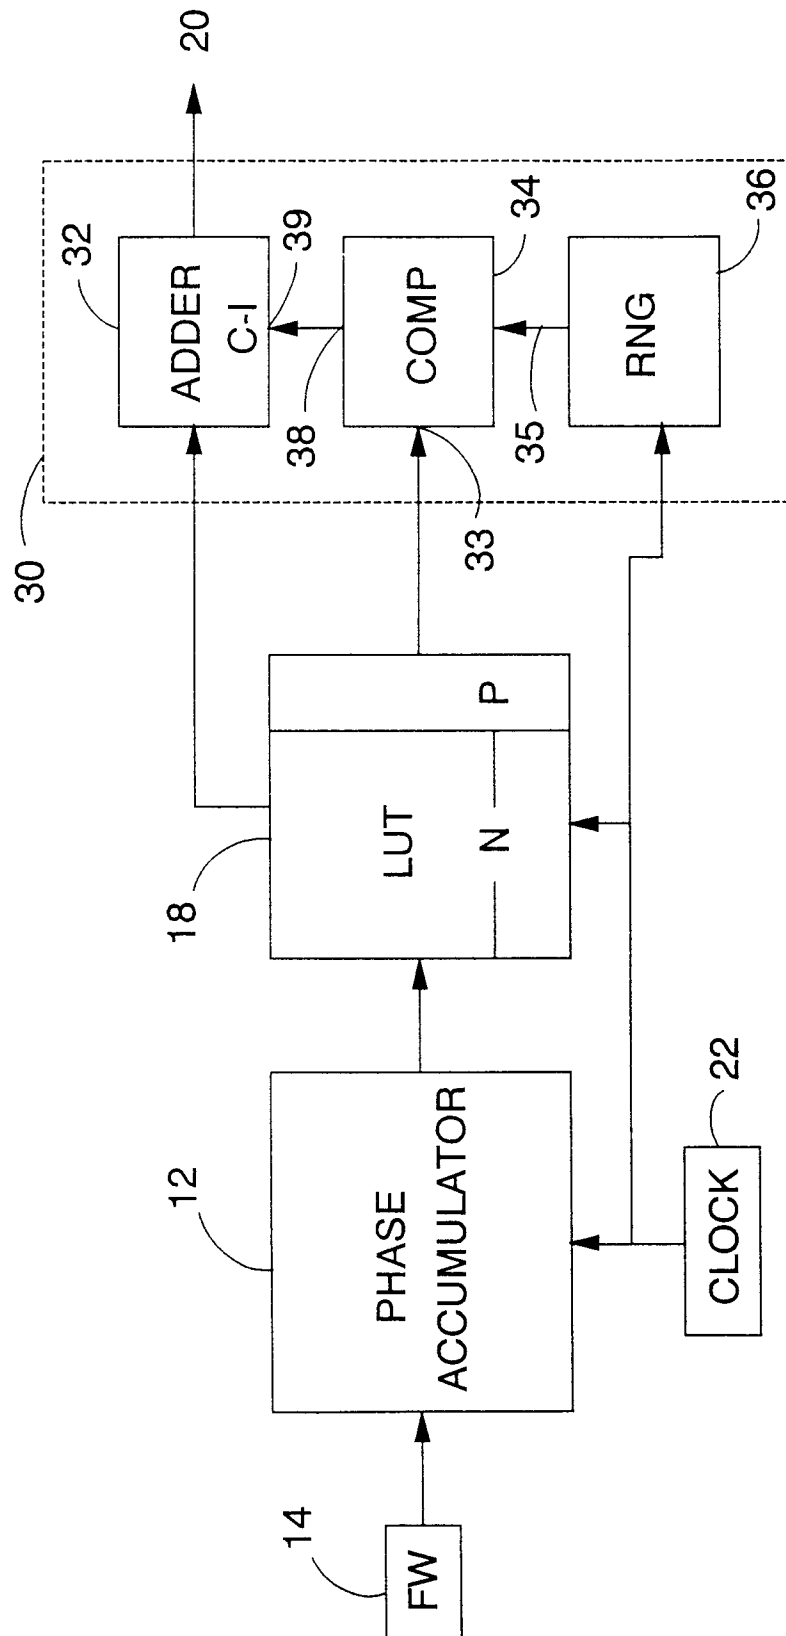 14
FW
12
PHASE
ACCUMULATOR
22
CLOCK
18
LUT
N
P
30
32
ADDER
C-I
39
20
38
33
COMP
34
35
RNG
36